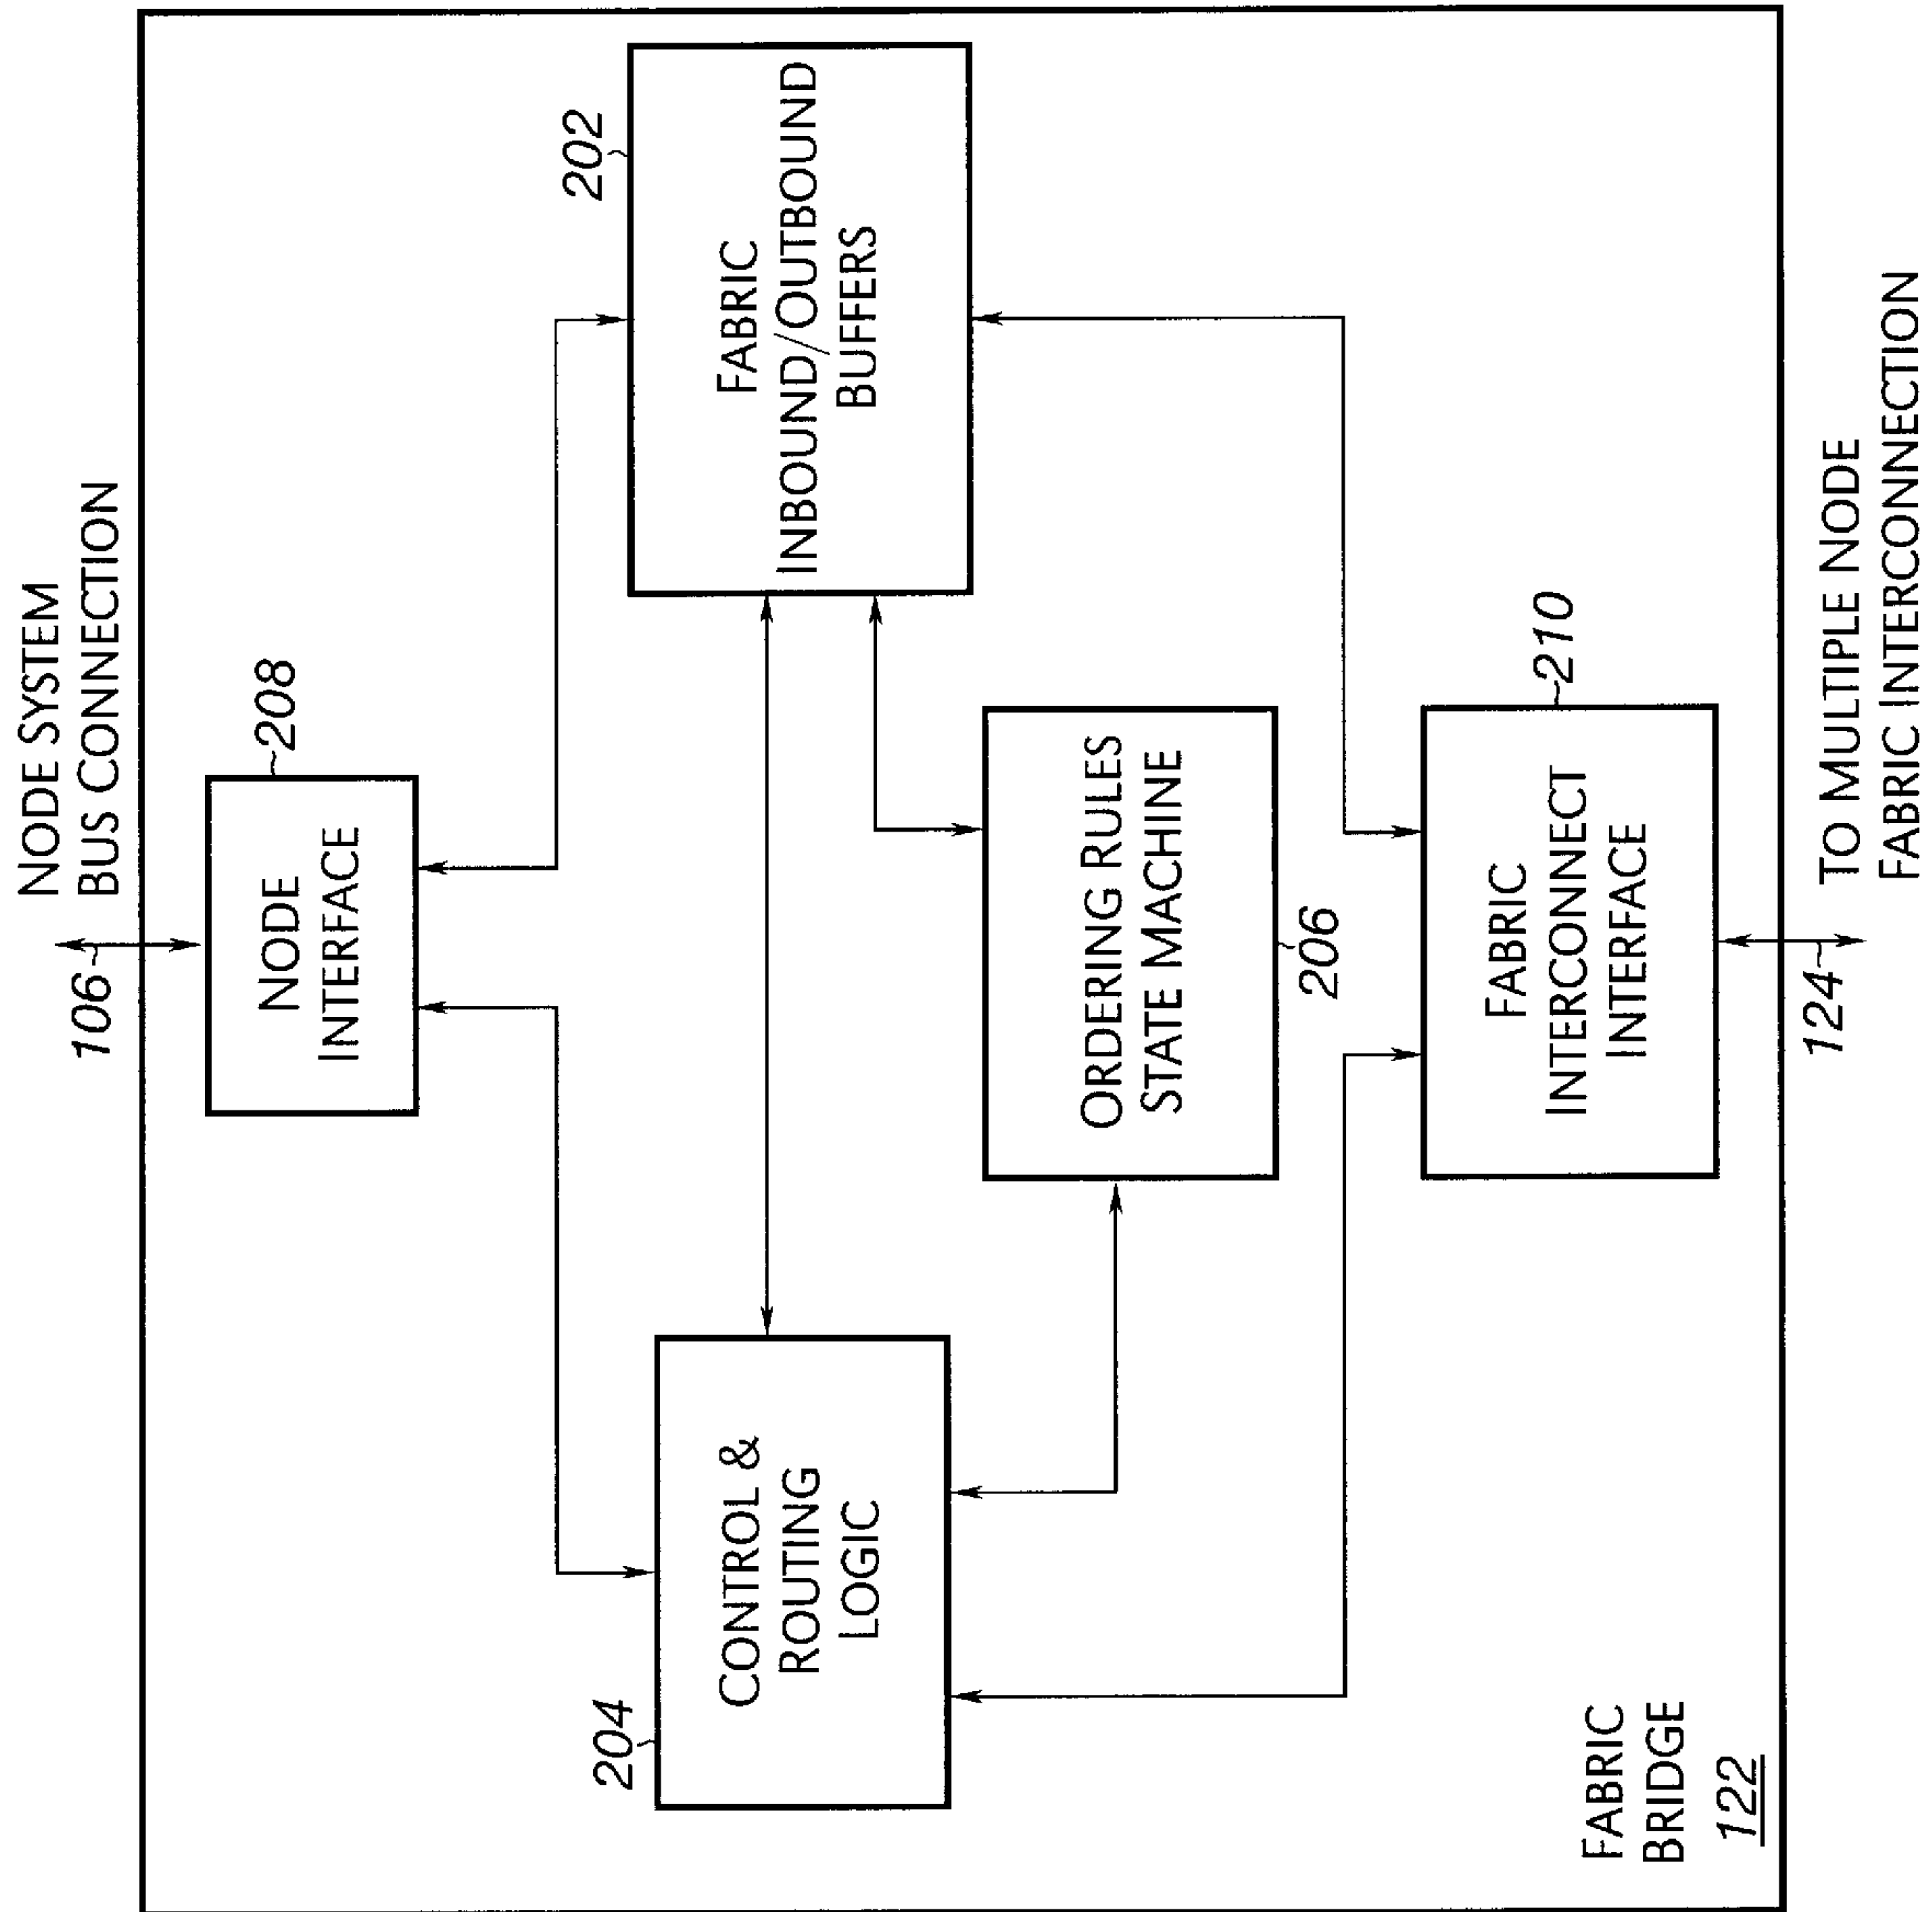 NODE SYSTEM
BUS CONNECTION
106
208
NODE
INTERFACE
202
FABRIC
INBOUND/OUTBOUND
BUFFERS
204
CONTROL &
ROUTING
LOGIC
ORDERING RULES
STATE MACHINE
206
210
FABRIC
INTERCONNECT
INTERFACE
FABRIC
BRIDGE
122
124
TO MULTIPLE NODE
FABRIC INTERCONNECTION